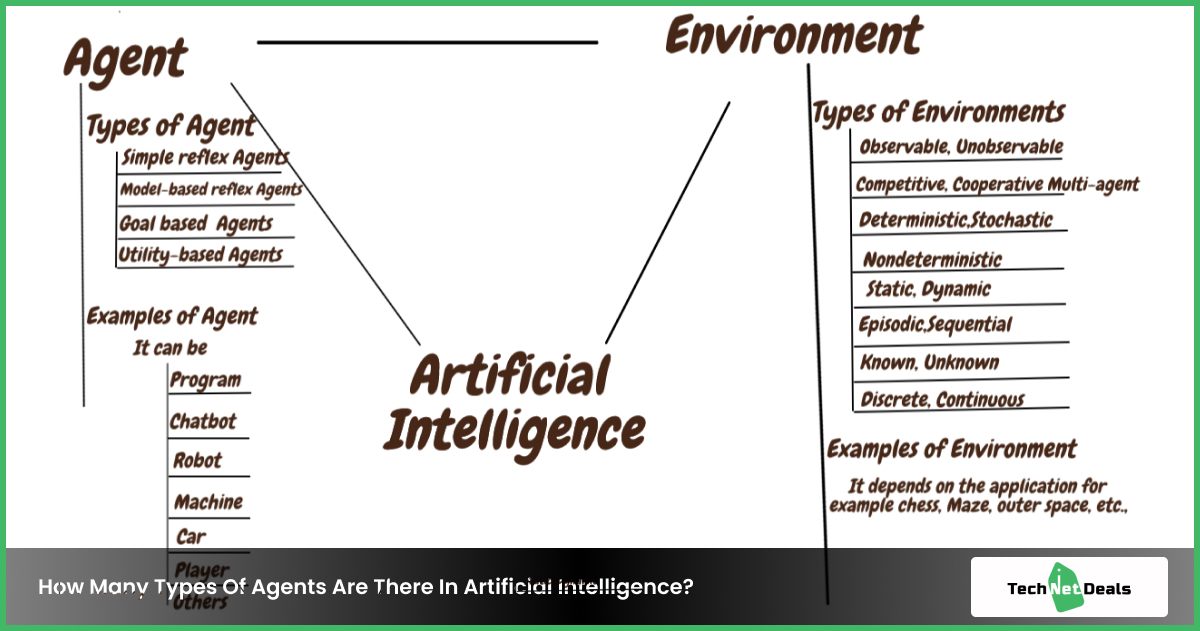 Agent
Types of Agent
Simple reflex Agents
Model-based reflex Agents
Goal based Agents
Utility-based Agents
Examples of Agent
It can be
Program
Chatbot
Robot
Machine
Car
Player
Others
Artificial
Intelligence
Environment
Types of Environments
Observable, Unobservable
Competitive, Cooperative Multi-agent
Deterministic,Stochastic
Nondeterministic
Static, Dynamic
Episodic,Sequential
Known, Unknown
Discrete, Continuous
Examples of Environment
It depends on the application for
example chess, Maze, outer space, etc.,
How Many Types Of Agents Are There In Artificial Intelligence?
TechNetDeals